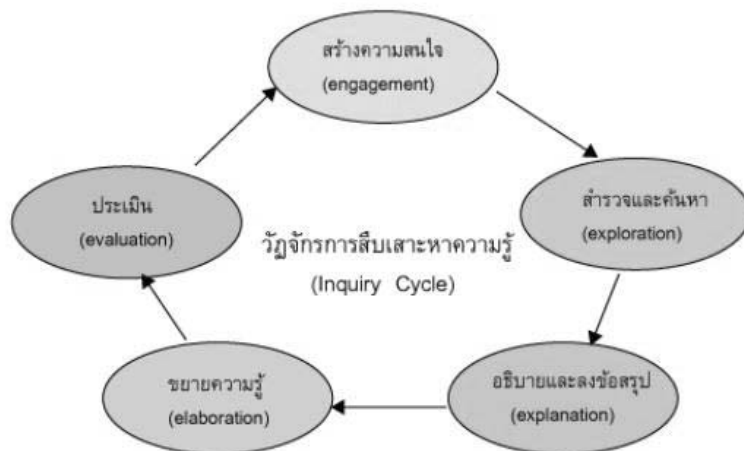 สร้างความสนใจ
(engagement)
สำรวจและค้นหา
(exploration)
อธิบายและลงข้อสรุป
(explanation)
ขยายความรู้
(elaboration)
ประเมิน
(evaluation)
วัฏจักรการสืบเสาะหาความรู้
(Inquiry Cycle)